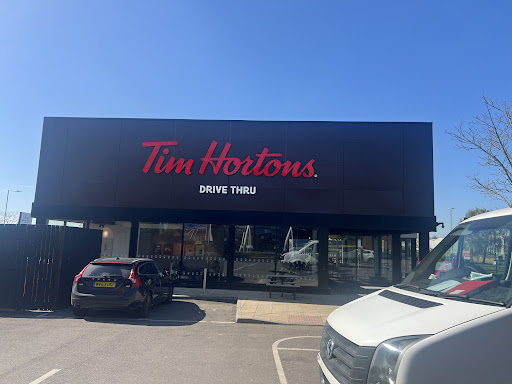 Tim Hortons.
DRIVE THRU